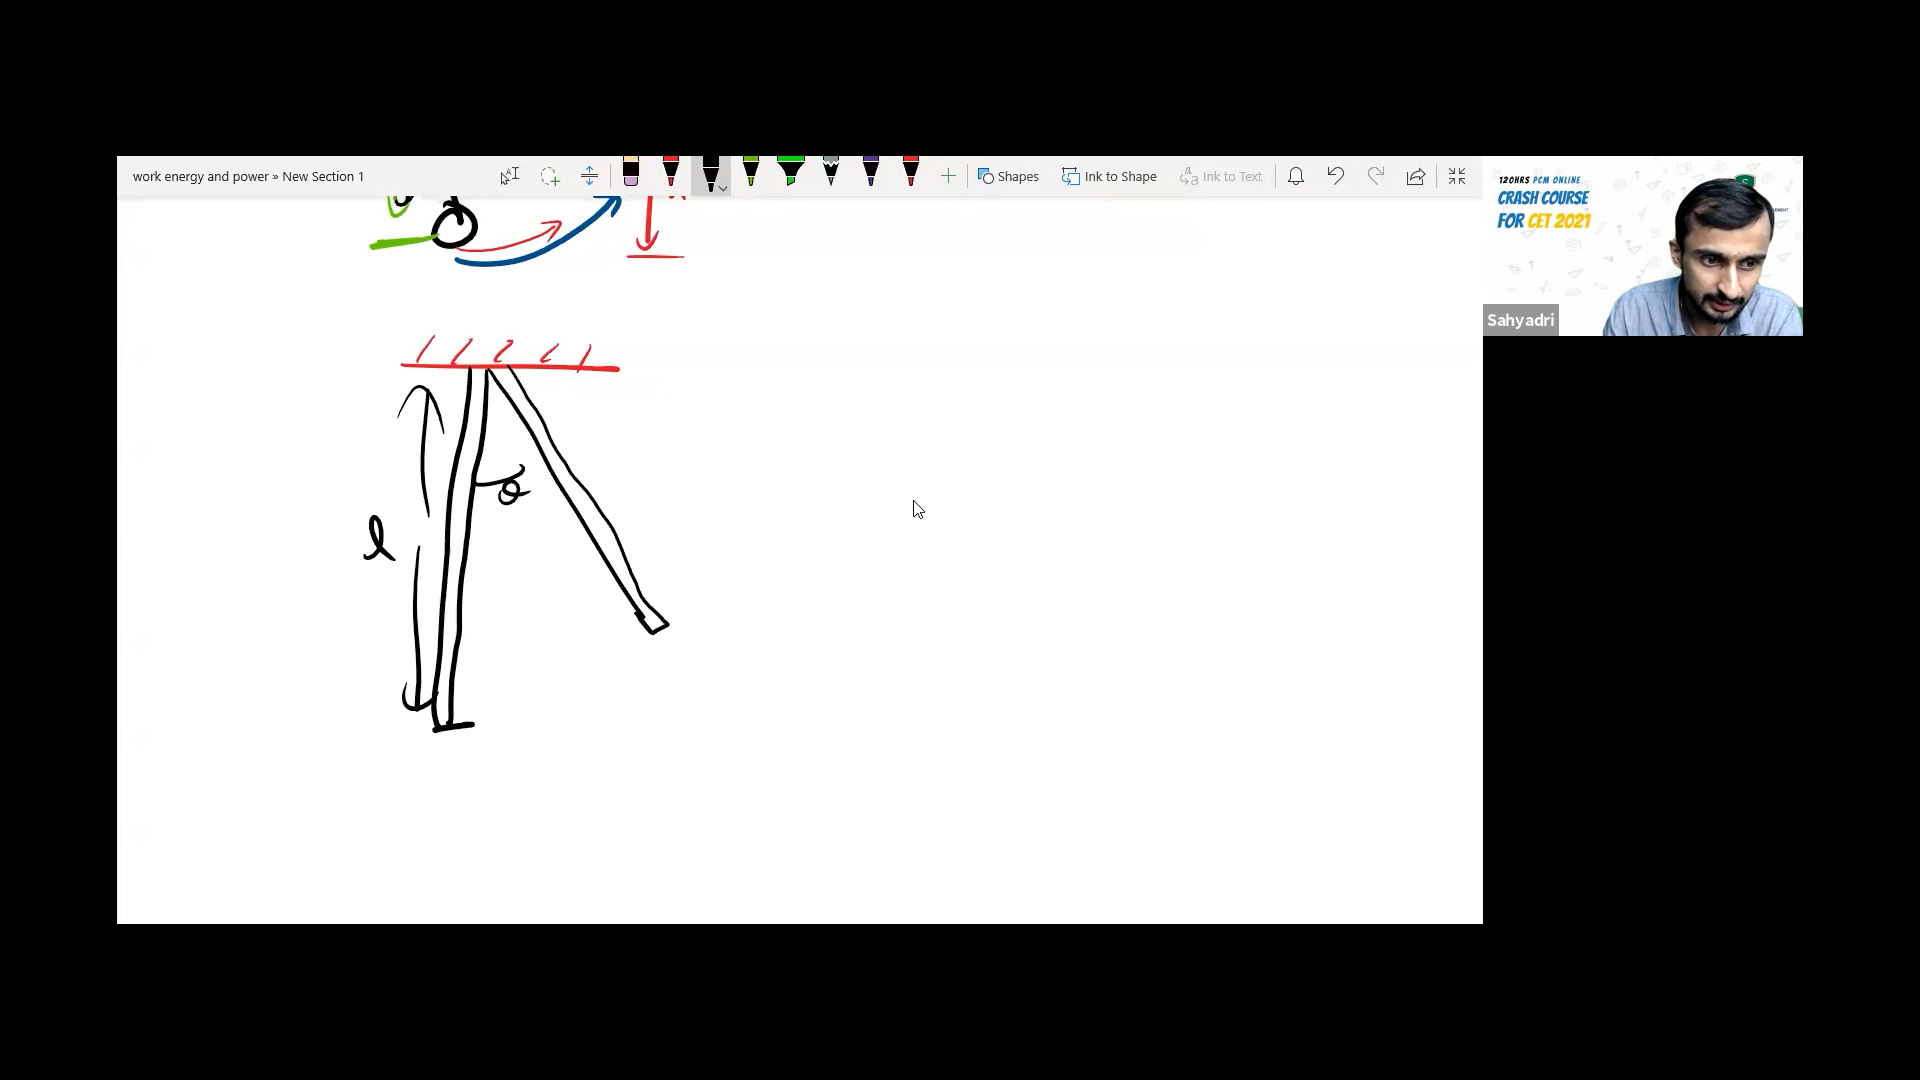 work energy and power » New Section 1
Shapes
Ink to Shape
Ink to Text
120HRS PCM ONLINE
CRASH COURSE
FOR CET 2021
Sahyadri
θ
l